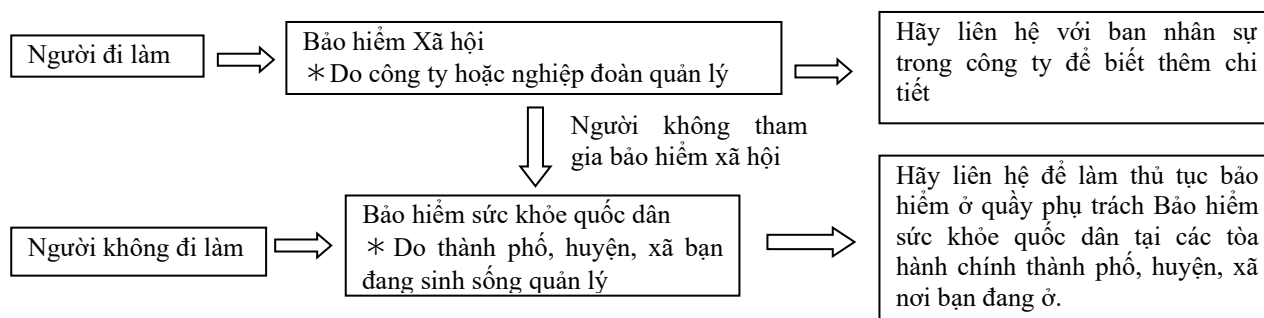 Người đi làm
Bảo hiểm Xã hội
＊Do công ty hoặc nghiệp đoàn quản lý
Hãy liên hệ với ban nhân sự
trong công ty để biết thêm chi
tiết
Người không tham
gia bảo hiểm xã hội
Người không đi làm
Bảo hiểm sức khỏe quốc dân
＊ Do thành phố, huyện, xã bạn
đang sinh sống quản lý
Hãy liên hệ để làm thủ tục bảo
hiểm ở quầy phụ trách Bảo hiểm
sức khỏe quốc dân tại các tòa
hành chính thành phố, huyện, xã
nơi bạn đang ở.